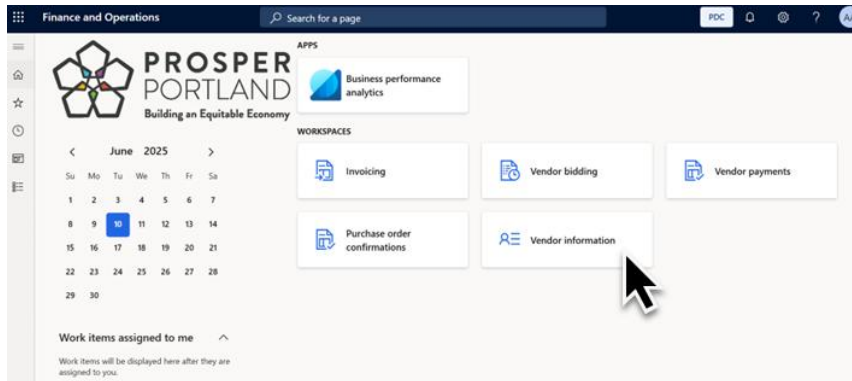 Finance and Operations
Search for a page
PDC
?
PROSPER
PORTLAND
Building an Equitable Economy
APPS
Business performance
analytics
WORKSPACES
Invoicing
Vendor bidding
Vendor payments
Purchase order
confirmations
Vendor information
June 2025
Su Mo Tu We Th Fr Sa
1 2 3 4 5 6 7
8 9 10 11 12 13 14
15 16 17 18 19 20 21
22 23 24 25 26 27 28
29 30
Work items assigned to me
Work items will be displayed here after they are
assigned to you.